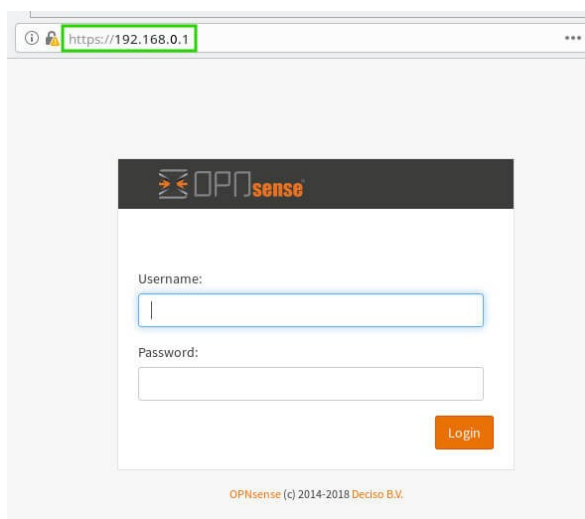 https://192.168.0.1
OPNsense
Username:
Password:
Login
OPNsense (c) 2014-2018 Deciso B.V.